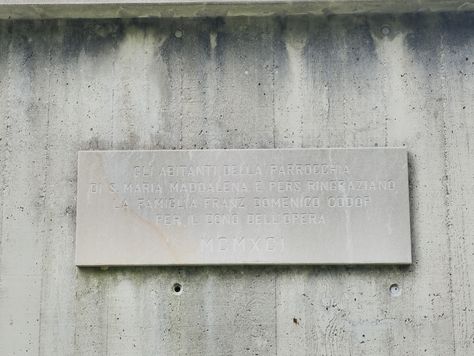 GLI ABITANTI DELLA PARROCCHIA
DI S. MARIA MADDALENA E PERS RINGRAZIANO
LA FAMIGLIA FRANZ DOMENICO
PER IL DONO DELL'OPERA
MCMXCI